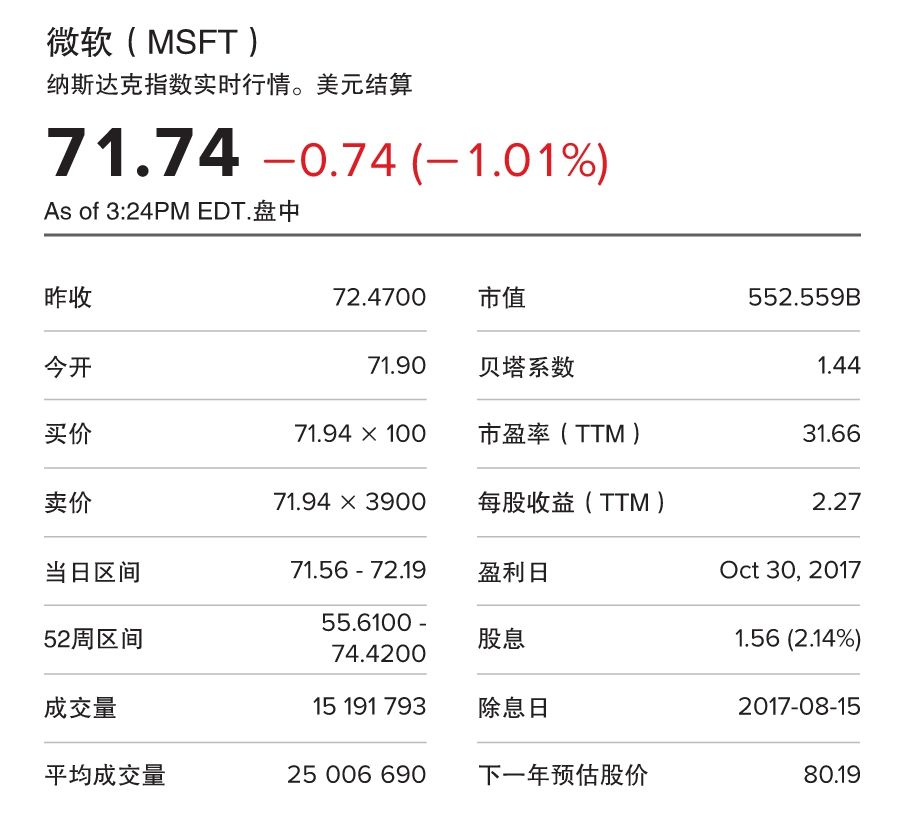 微软（MSFT）
纳斯达克指数实时行情。美元结算
71.74 −0.74 (−1.01%)
As of 3:24PM EDT.盘中
昨收 72.4700
今开 71.90
买价 71.94 × 100
卖价 71.94 × 3900
当日区间 71.56 - 72.19
52周区间 55.6100 -
74.4200
成交量 15 191 793
平均成交量 25 006 690
市值 552.559B
贝塔系数 1.44
市盈率（TTM） 31.66
每股收益（TTM） 2.27
盈利日 Oct 30, 2017
股息 1.56 (2.14%)
除息日 2017-08-15
下一年预估股价 80.19